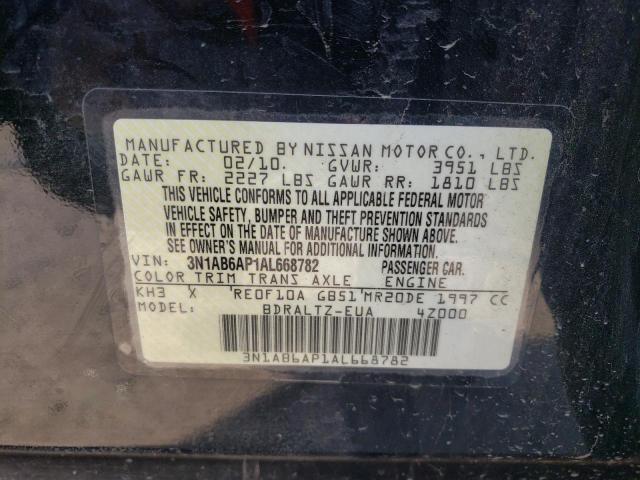 MANUFACTURED BY NISSAN MOTOR CO., LTD.
DATE: 02/10. GVWR: 3951 LBS
GAWR FR: 2227 LBS GAWR RR: 1810 LBS
THIS VEHICLE CONFORMS TO ALL APPLICABLE FEDERAL MOTOR
VEHICLE SAFETY, BUMPER AND THEFT PREVENTION STANDARDS
IN EFFECT ON THE DATE OF MANUFACTURE SHOWN ABOVE.
SEE OWNER'S MANUAL FOR ADDITIONAL INFORMATION.
VIN: 3N1AB6AP1AL668782 PASSENGER CAR.
COLOR TRIM TRANS AXLE ENGINE
KH3 X RE0F10A GB51 MR20DE 1997 CC
MODEL: BDRALTZ-EUA 4Z000
3N1AB6AP1AL668782